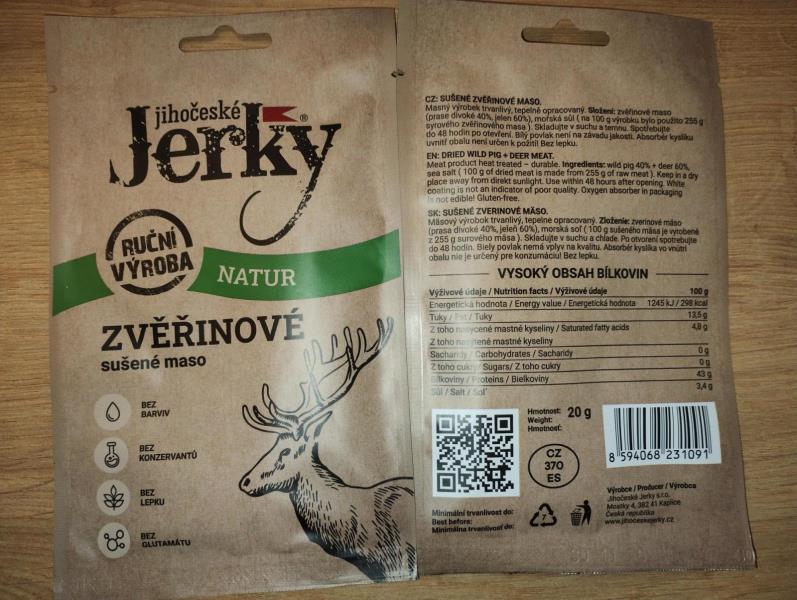 jihočeské
Jerky®
RUČNÍ
VÝROBA
NATUR
ZVĚŘINOVÉ
sušené maso
BEZ
BARVIV
BEZ
KONZERVANTŮ
BEZ
LEPKU
BEZ
GLUTAMÁTU
CZ: SUŠENÉ ZVĚŘINOVÉ MASO.
Masný výrobek trvanlivý, tepelně opracovaný. Složení: zvěřinové maso
(prase divoké 40%, jelen 60%), mořská sůl ( na 100 g výrobku bylo použito 255 g
syrového zvěřinového masa ). Skladujte v suchu a temnu. Spotřebujte
do 48 hodin po otevření. Bílý povlak není na závadu jakosti. Absorbér kyslíku
uvnitř obalu není určen k požití! Bez lepku.
EN: DRIED WILD PIG + DEER MEAT.
Meat product heat treated – durable. Ingredients: wild pig 40% + deer 60%,
sea salt ( 100 g of dried meat is made from 255 g of raw meat ). Keep in a dry
place away from direkt sunlight. Use within 48 hours after opening. White
coating is not an indicator of poor quality. Oxygen absorber in packaging
is not edible! Gluten-free.
SK: SUŠENÉ ZVERINOVÉ MÄSO.
Mäsový výrobok trvanlivý, tepelne opracovaný. Zloženie: zverinové mäso
(prasa divoké 40%, jeleň 60%), morská soľ ( 100 g sušeného mäsa je vyrobené
z 255 g surového mäsa ). Skladujte v suchu a chlade. Po otvorení spotrebujte
do 48 hodín. Biely povlak nemá vplyv na kvalitu. Absorbér kyslíka vo vnútri
obalu nie je určený pre konzumáciu! Bez lepku.
VYSOKÝ OBSAH BÍLKOVIN
Výživové údaje / Nutrition facts / Výživové údaje 100 g
Energetická hodnota / Energy value / Energetická hodnota 1245 kJ / 298 kcal
Tuky / Fat / Tuky 13,5 g
Z toho nasycené mastné kyseliny / Saturated fatty acids 4,8 g
Z toho nasýtené mastné kyseliny
Sacharidy / Carbohydrates / Sacharidy 0 g
Z toho cukry/ Sugars/ Z toho cukry 0 g
Bílkoviny / Proteins / Bielkoviny 43 g
Sůl / Salt / Soľ 3,4 g
Hmotnost: 20 g
Weight:
Hmotnosť:
CZ
370
ES
8 594068 231091
Minimální trvanlivost do:
Best before:
Minimálna trvanlivosť do:
7
Výrobce / Producer / Výrobca
Jihočeské Jerky s.r.o.
Mostky 4, 382 41 Kaplice
Česká republika
www.jihoceskejerky.cz